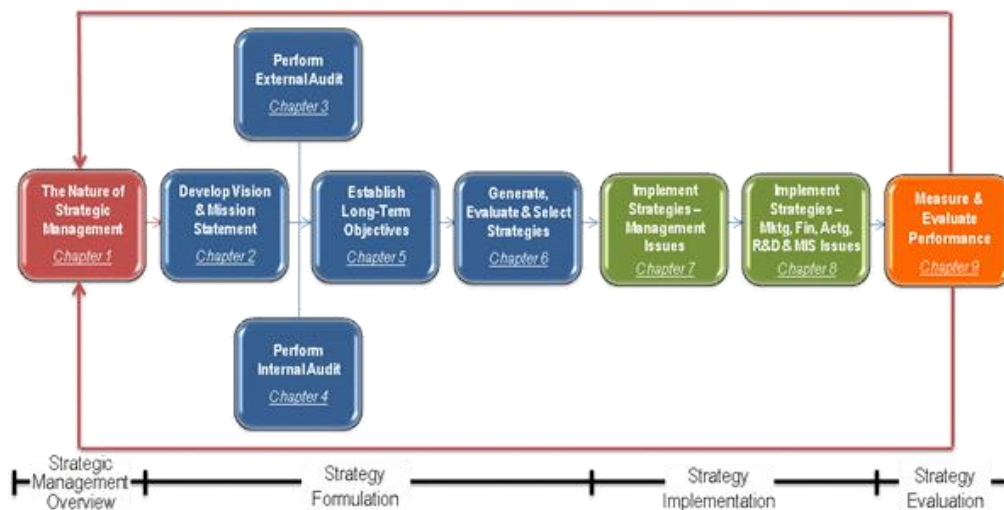 Perform
External Audit
Chapter 3
The Nature of
Strategic
Management
Chapter 1
Develop Vision
& Mission
Statement
Chapter 2
Establish
Long-Term
Objectives
Chapter 5
Generate,
Evaluate & Select
Strategies
Chapter 6
Implement
Strategies –
Management
Issues
Chapter 7
Implement
Strategies –
Mktg, Fin, Actg,
R&D & MIS Issues
Chapter 8
Measure &
Evaluate
Performance
Chapter 9
Perform
Internal Audit
Chapter 4
Strategic
Management
Overview
Strategy
Formulation
Strategy
Implementation
Strategy
Evaluation